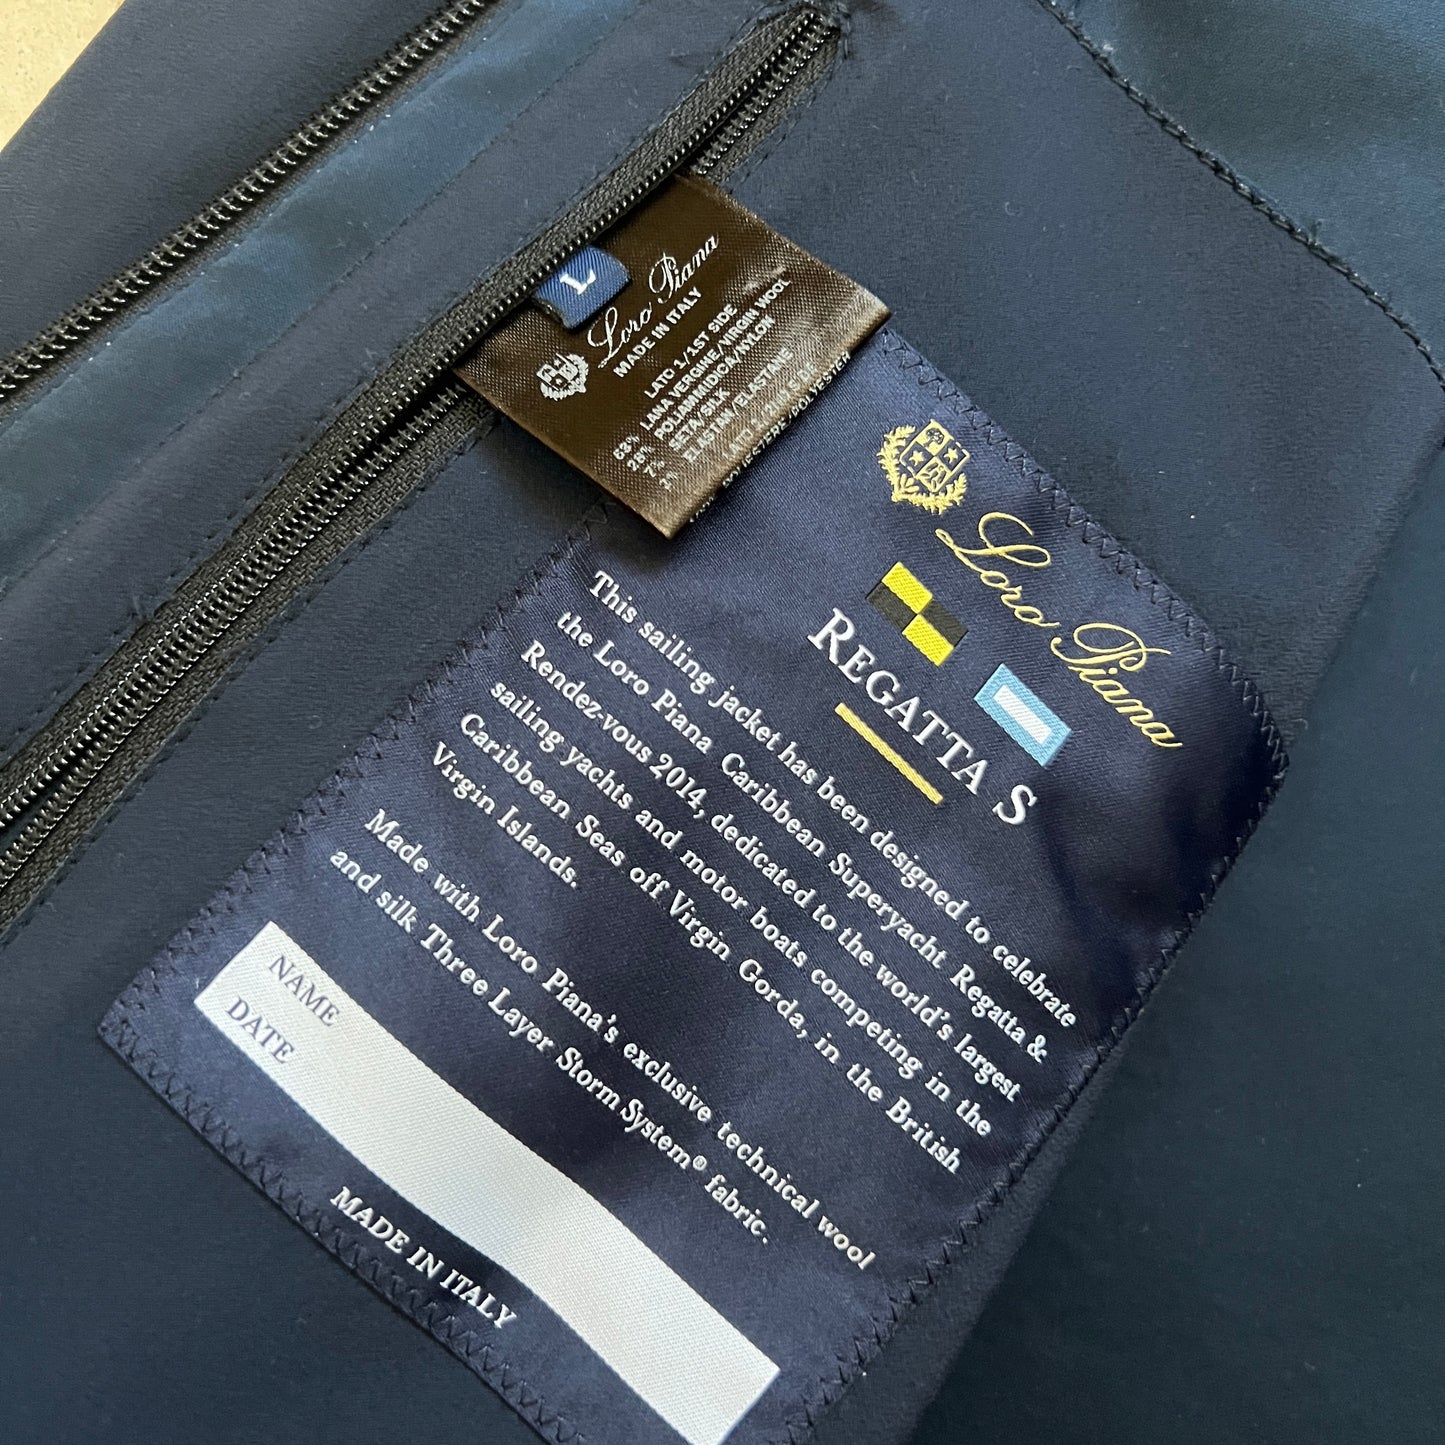 L
Loro Piana
MADE IN ITALY
LATO 1/1ST SIDE
LANA VERGINE/VIRGIN WOOL
POLIAMMIDICA/NYLON
SETA/SILK
ELASTAN/ELASTANE
Loro Piana
REGATTA S
This sailing jacket has been designed to celebrate
the Loro Piana Caribbean Superyacht Regatta &
Rendez-vous 2014, dedicated to the world's largest
sailing yachts and motor boats competing in the
Caribbean Seas off Virgin Gorda, in the British
Virgin Islands.
Made with Loro Piana's exclusive technical wool
and silk Three Layer Storm System® fabric.
NAME
DATE
MADE IN ITALY